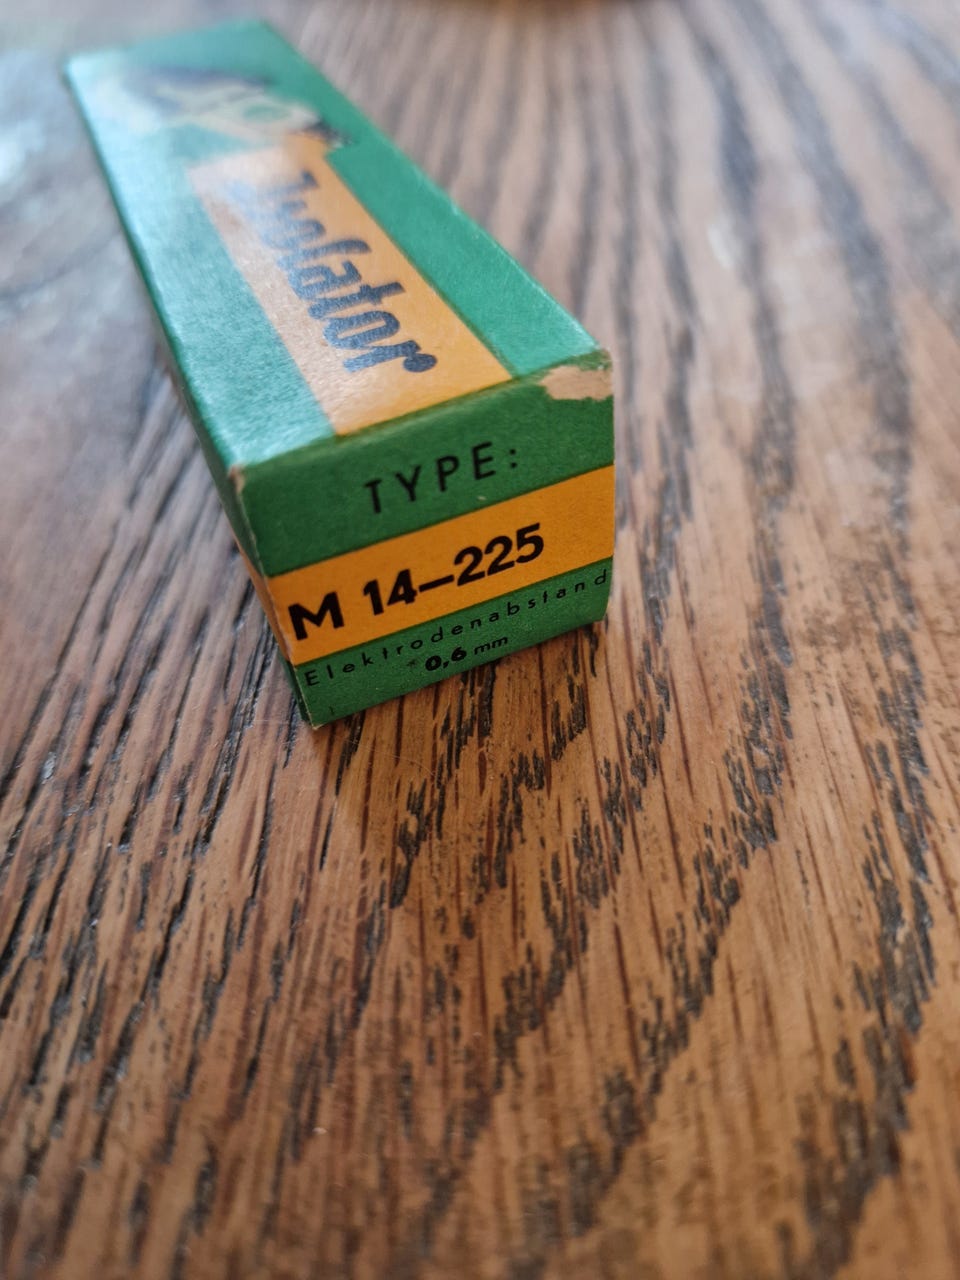 Isolator
TYPE:
M 14–225
Elektrodenabstand
0,6 mm